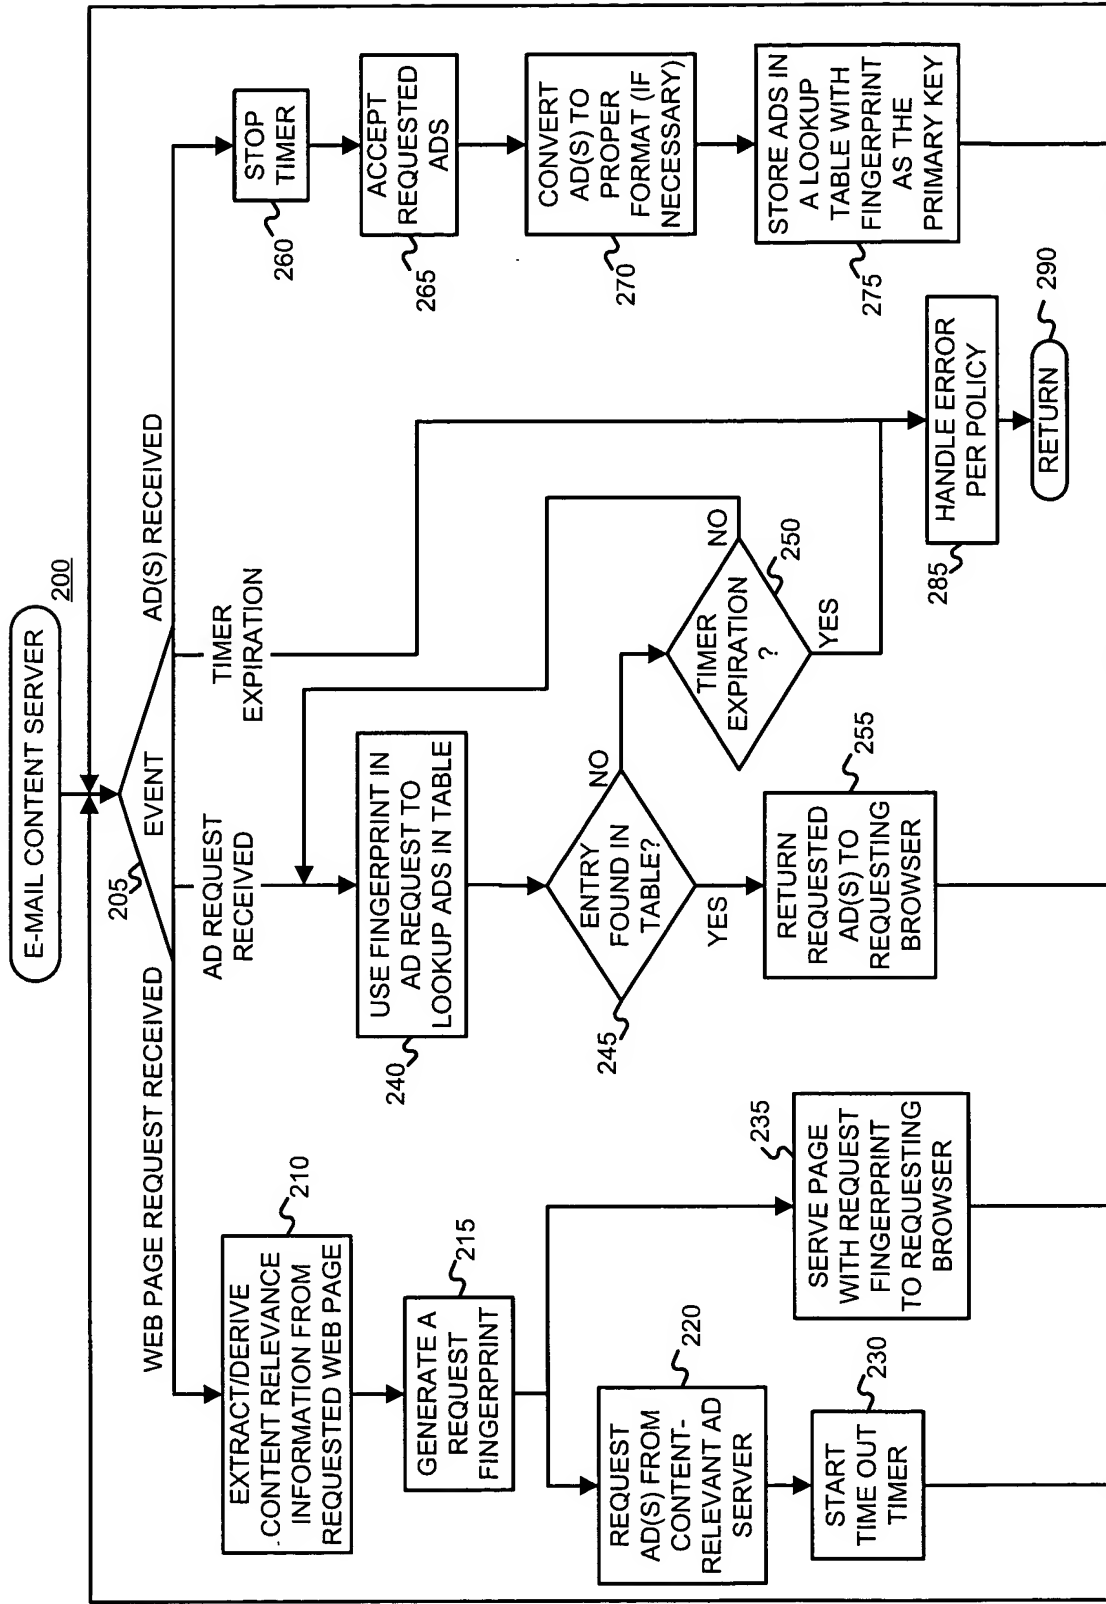 E-MAIL CONTENT SERVER
200
205
EVENT
WEB PAGE REQUEST RECEIVED
AD REQUEST
RECEIVED
TIMER
EXPIRATION
AD(S) RECEIVED
EXTRACT/DERIVE
CONTENT RELEVANCE
INFORMATION FROM
REQUESTED WEB PAGE
210
GENERATE A
REQUEST
FINGERPRINT
215
REQUEST
AD(S) FROM
CONTENT-
RELEVANT AD
SERVER
220
START
TIME OUT
TIMER
230
SERVE PAGE
WITH REQUEST
FINGERPRINT
TO REQUESTING
BROWSER
235
USE FINGERPRINT IN
AD REQUEST TO
LOOKUP ADS IN TABLE
240
ENTRY
FOUND IN
TABLE?
245
NO
YES
TIMER
EXPIRATION
?
250
NO
YES
RETURN
REQUESTED
AD(S) TO
REQUESTING
BROWSER
255
STOP
TIMER
260
ACCEPT
REQUESTED
ADS
265
CONVERT
AD(S) TO
PROPER
FORMAT (IF
NECESSARY)
270
STORE ADS IN
A LOOKUP
TABLE WITH
FINGERPRINT
AS THE
PRIMARY KEY
275
HANDLE ERROR
PER POLICY
285
RETURN
290